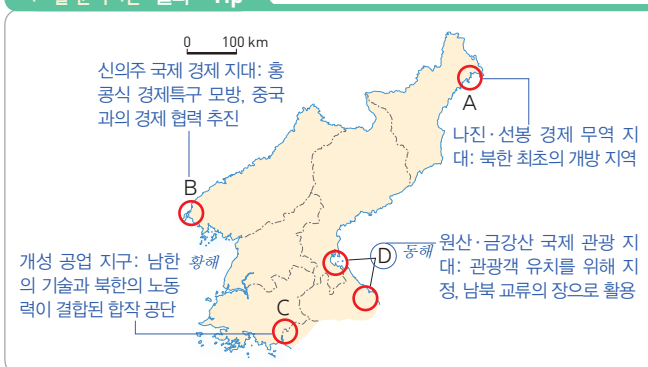 Tip
0 100 km
신의주 국제 경제 지대: 홍
콩식 경제특구 모방, 중국
과의 경제 협력 추진
A
나진·선봉 경제 무역 지
대: 북한 최초의 개방 지역
B
개성 공업 지구: 남한
의 기술과 북한의 노동
력이 결합된 합작 공단
황해
C
D
동해
원산·금강산 국제 관광 지
대: 관광객 유치를 위해 지
정, 남북 교류의 장으로 활용